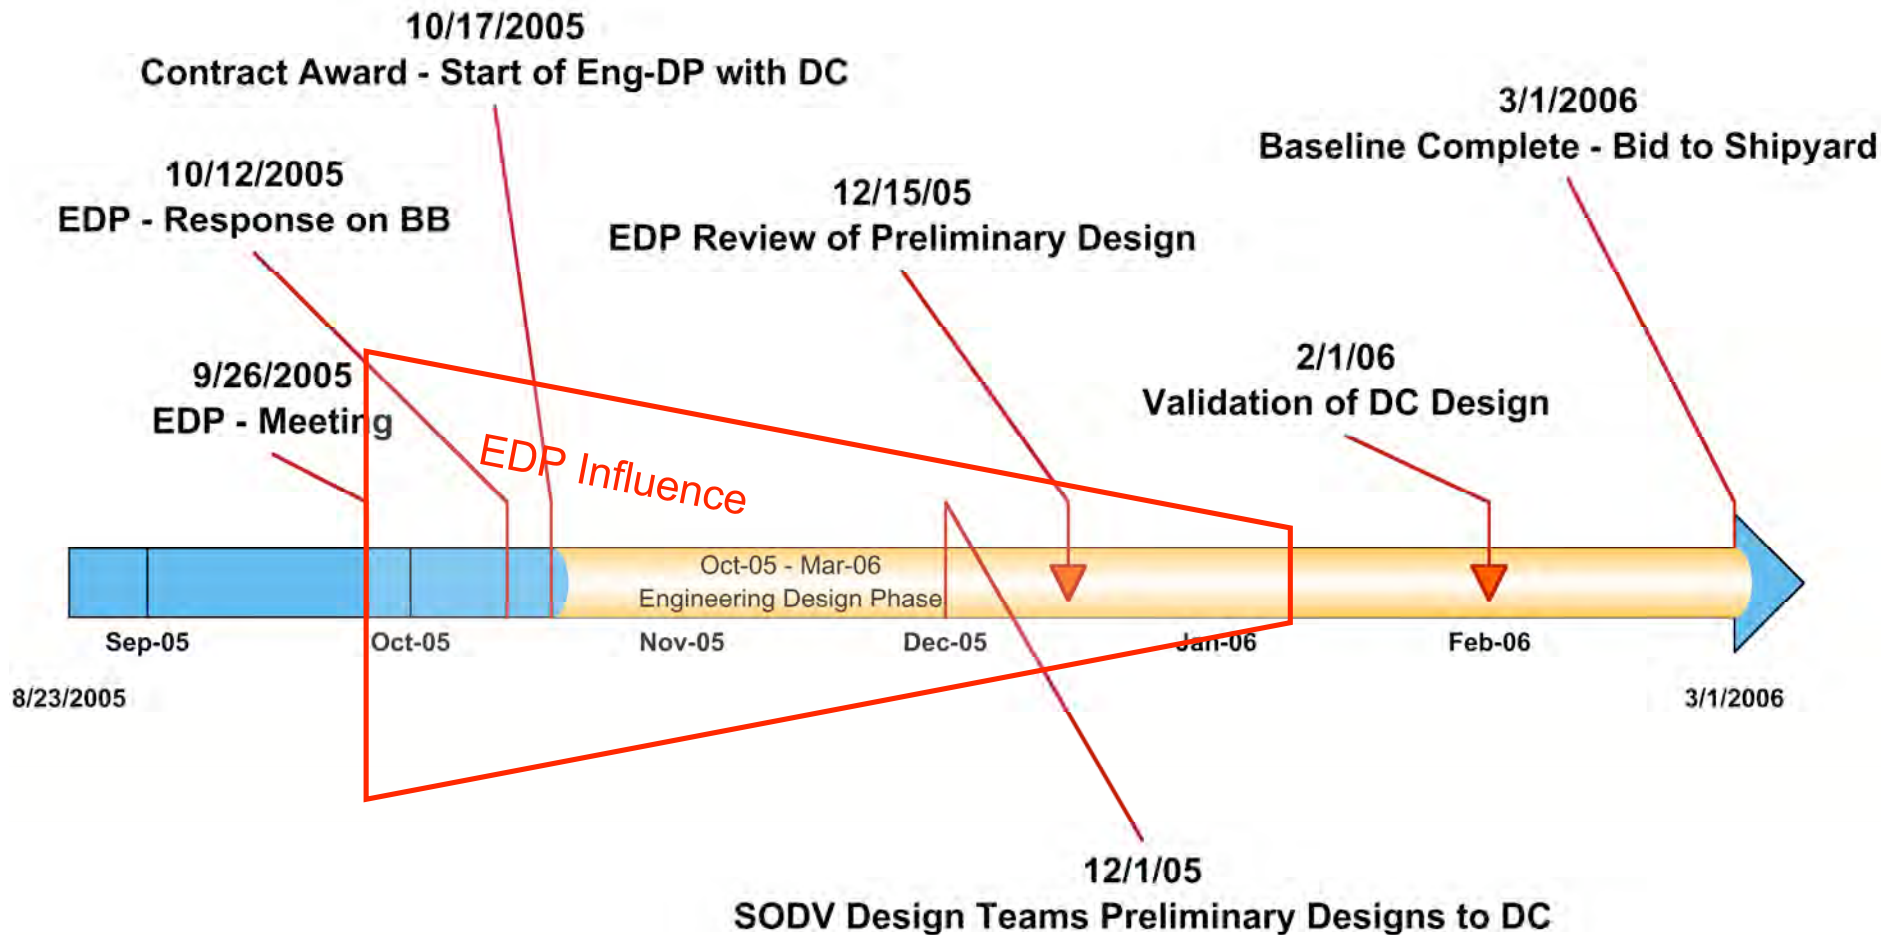 10/17/2005
Contract Award - Start of Eng-DP with DC
3/1/2006
Baseline Complete - Bid to Shipyard
10/12/2005
EDP - Response on BB
12/15/05
EDP Review of Preliminary Design
9/26/2005
EDP - Meeting
2/1/06
Validation of DC Design
EDP Influence
Oct-05 - Mar-06
Engineering Design Phase
Sep-05
Oct-05
Nov-05
Dec-05
Jan-06
Feb-06
8/23/2005
3/1/2006
12/1/05
SODV Design Teams Preliminary Designs to DC